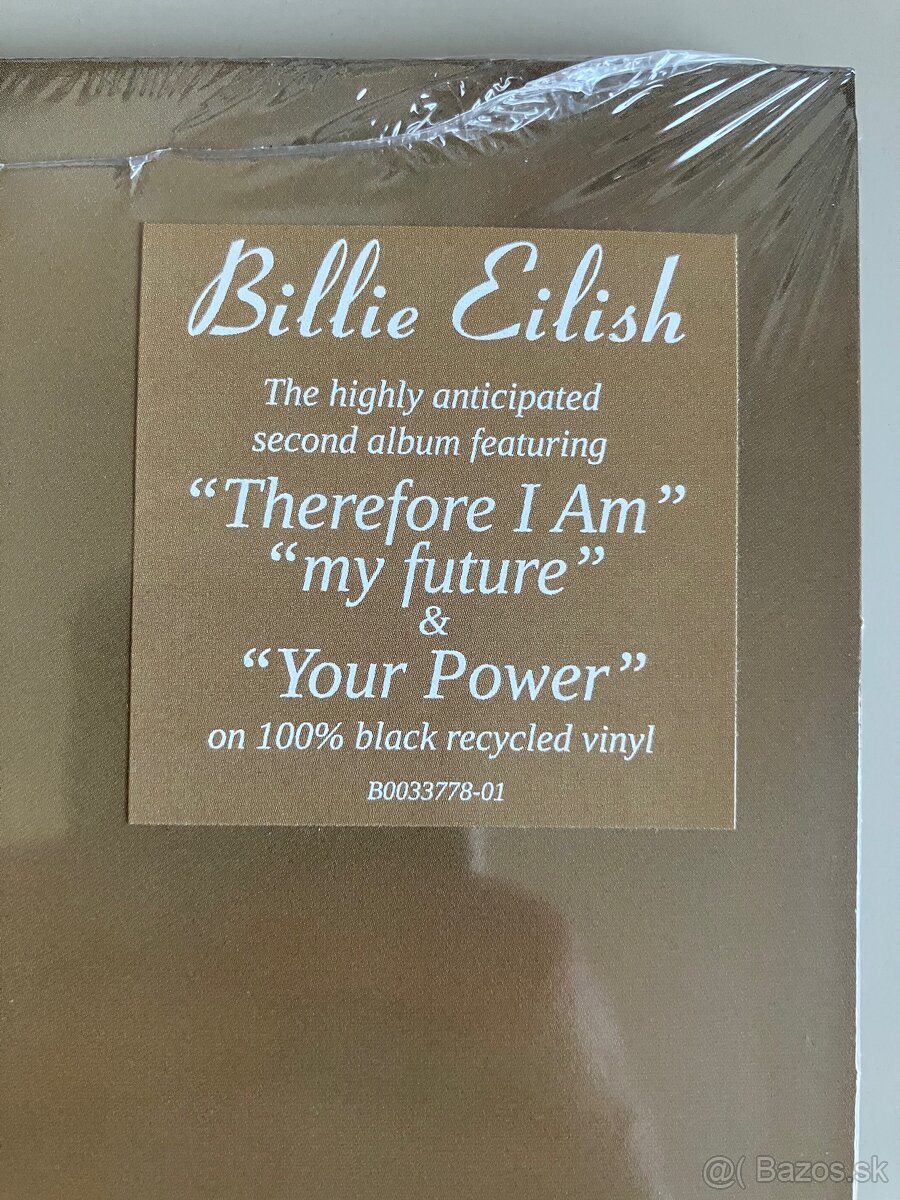 Billie Eilish
The highly anticipated
second album featuring
“Therefore I Am”
“my future”
&
“Your Power”
on 100% black recycled vinyl
B0033778-01
@( Bazos.sk